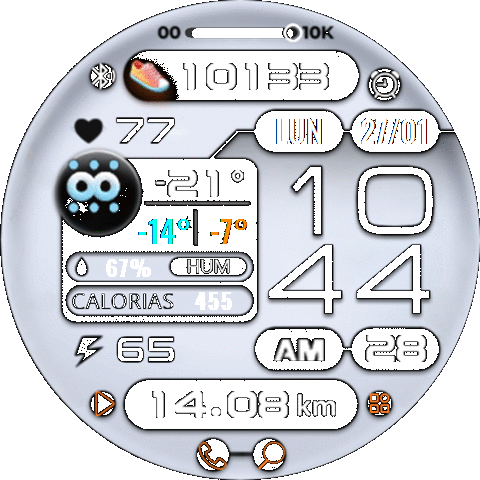 00 10K
10133
77
LUN 27/01
-21°
-14° -7°
10
44
67% HUM
CALORIAS 455
65
AM 28
14.08 km